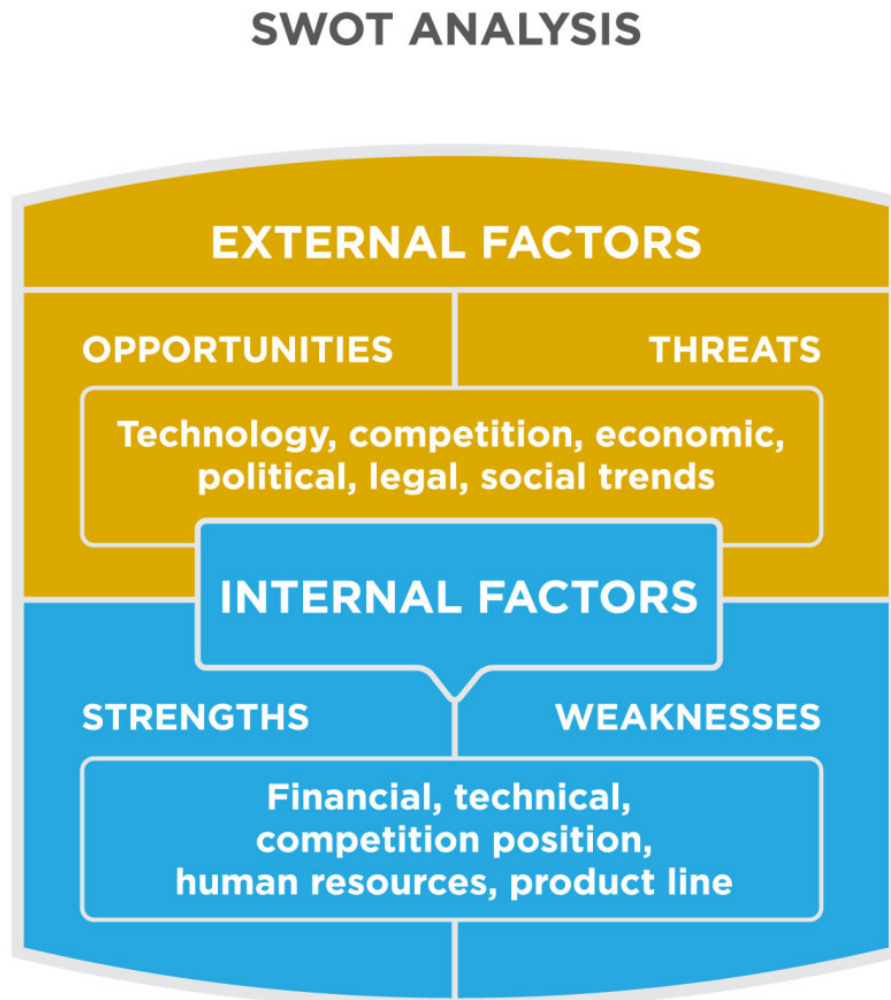 SWOT ANALYSIS
EXTERNAL FACTORS
OPPORTUNITIES
THREATS
Technology, competition, economic,
political, legal, social trends
INTERNAL FACTORS
STRENGTHS
WEAKNESSES
Financial, technical,
competition position,
human resources, product line